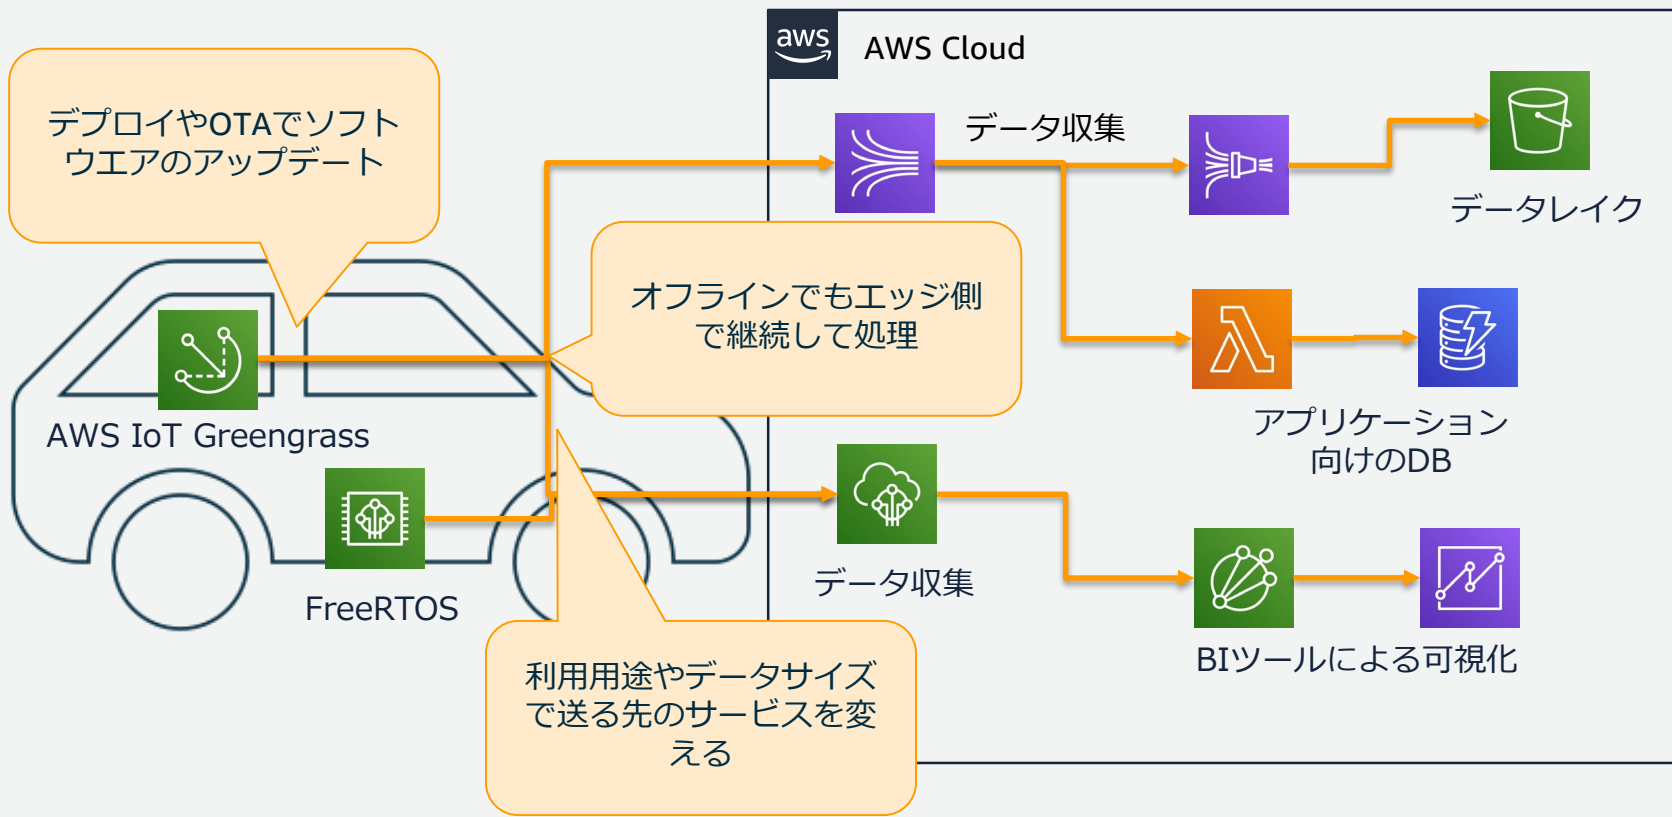 aws
AWS Cloud
デプロイやOTAでソフト
ウエアのアップデート
データ収集
データレイク
オフラインでもエッジ側
で継続して処理
AWS IoT Greengrass
アプリケーション
向けのDB
FreeRTOS
データ収集
BIツールによる可視化
利用用途やデータサイズ
で送る先のサービスを変
える